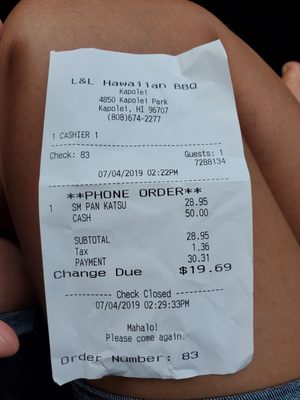 L&L Hawaiian BBQ
Kapolei
4850 Kapolei Park
Kapolei, HI 96707
(808)674-2277
1 CASHIER 1
Check: 83 Guests: 1
7288134
07/04/2019 02:22PM
**PHONE ORDER**
1 SM PAN KATSU 28.95
CASH 50.00
SUBTOTAL 28.95
Tax 1.36
PAYMENT 30.31
Change Due $19.69
Check Closed
07/04/2019 02:29:33PM
Mahalo!
Please come again.
Order Number: 83